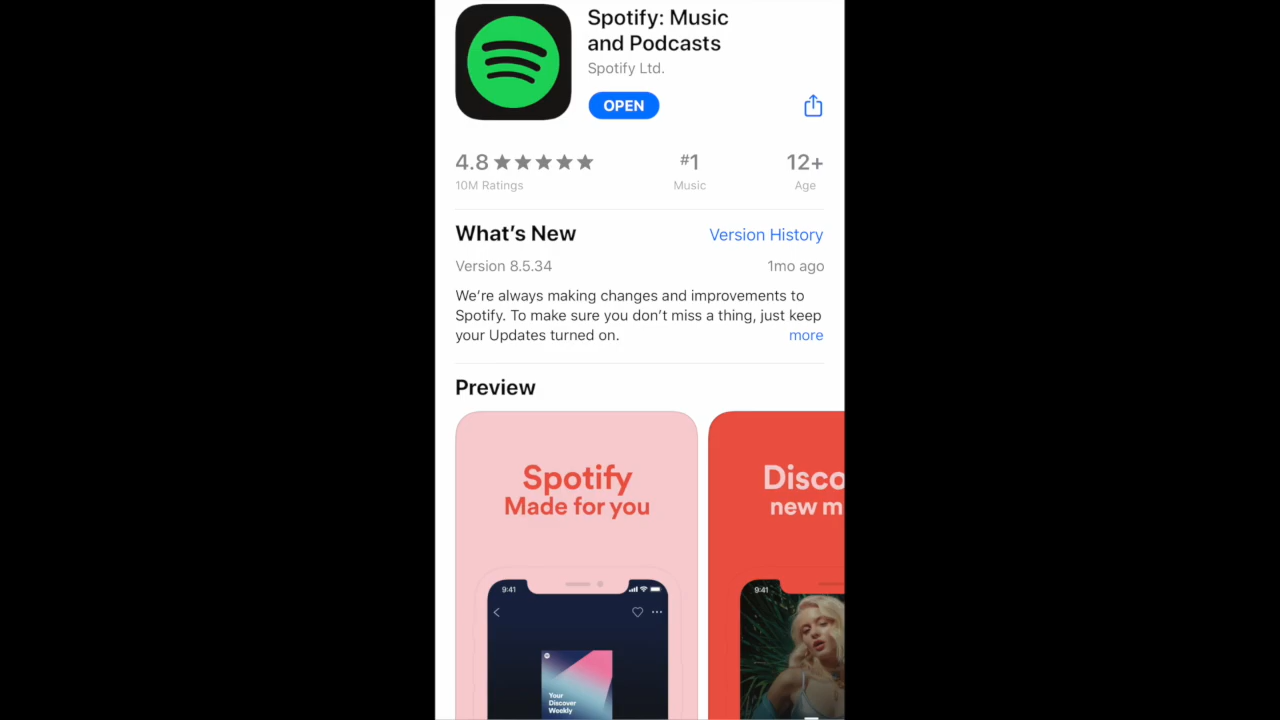 Spotify: Music
and Podcasts
Spotify Ltd.
OPEN
4.8
10M Ratings
#1
Music
12+
Age
What's New
Version History
Version 8.5.34
1mo ago
We're always making changes and improvements to
Spotify. To make sure you don't miss a thing, just keep
your Updates turned on.
more
Preview
Spotify
Made for you
9:41
Your
Discover
Weekly
Disco
new m
9:41